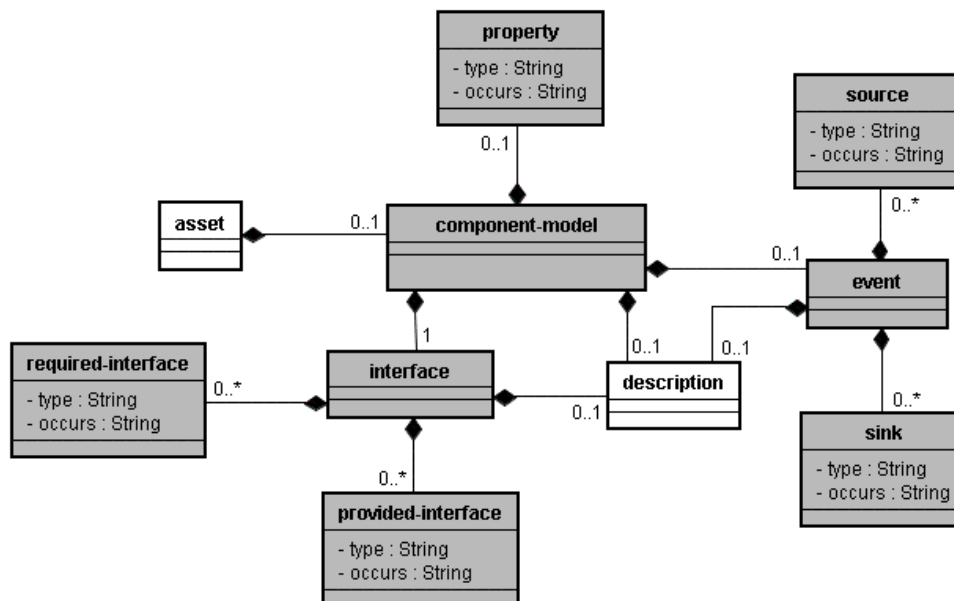 property
- type : String
- occurs : String
0..1
source
- type : String
- occurs : String
0..*
asset
0..1
component-model
0..1
event
1
0..1
0..1
required-interface
- type : String
- occurs : String
0..*
interface
description
0..1
0..*
sink
- type : String
- occurs : String
0..*
provided-interface
- type : String
- occurs : String